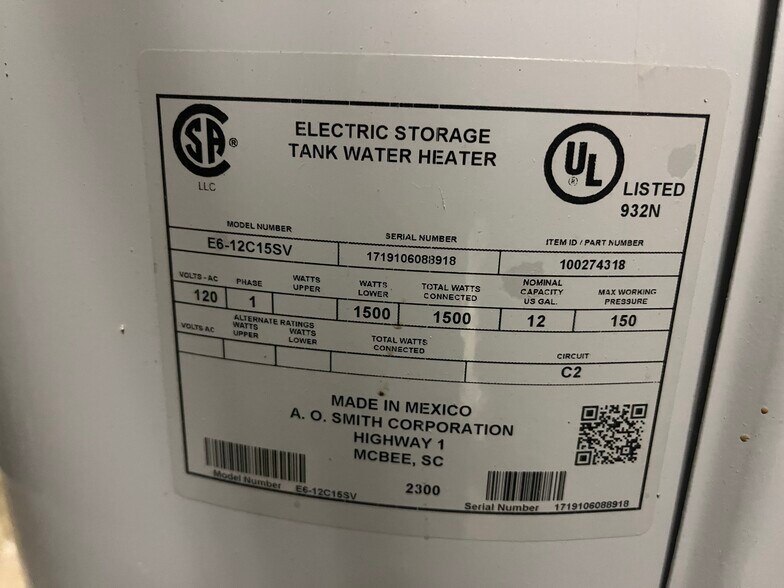 SA ®
LLC
ELECTRIC STORAGE
TANK WATER HEATER
UL ®
LISTED
932N
MODEL NUMBER SERIAL NUMBER ITEM ID / PART NUMBER
E6-12C15SV 1719106088918 100274318
VOLTS - AC PHASE WATTS UPPER WATTS LOWER TOTAL WATTS CONNECTED NOMINAL CAPACITY US GAL. MAX WORKING PRESSURE
120 1 1500 1500 12 150
ALTERNATE RATINGS
VOLTS AC WATTS UPPER WATTS LOWER TOTAL WATTS CONNECTED CIRCUIT
C2
MADE IN MEXICO
A. O. SMITH CORPORATION
HIGHWAY 1
MCBEE, SC
2300
Model Number E6-12C15SV
Serial Number 1719106088918